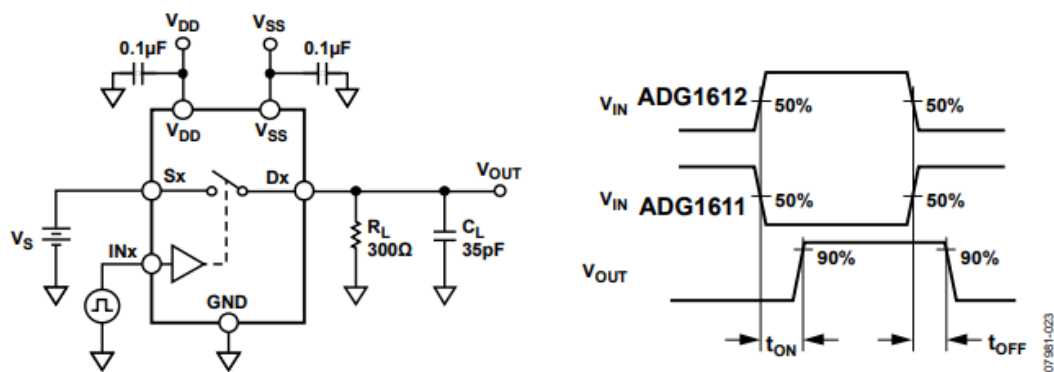 VDD
VSS
0.1µF
0.1µF
VDD
VSS
Sx
Dx
VOUT
VS
INx
RL
300Ω
CL
35pF
GND
VIN ADG1612
50%
50%
VIN ADG1611
50%
50%
VOUT
90%
90%
tON
tOFF
07981-023